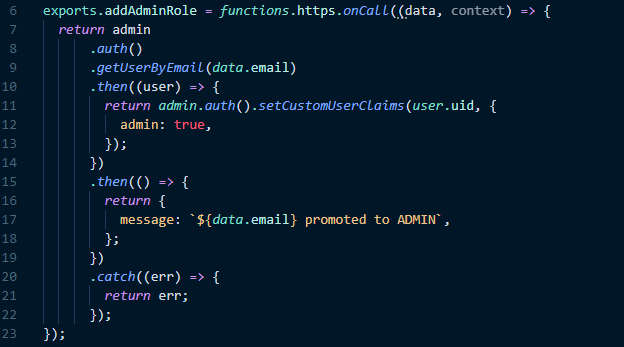 6 exports.addAdminRole = functions.https.onCall((data, context) => {
7   return admin
8       .auth()
9       .getUserByEmail(data.email)
10       .then((user) => {
11         return admin.auth().setCustomUserClaims(user.uid, {
12           admin: true,
13         });
14       })
15       .then(() => {
16         return {
17           message: `${data.email} promoted to ADMIN`,
18         };
19       })
20       .catch((err) => {
21         return err;
22       });
23 });